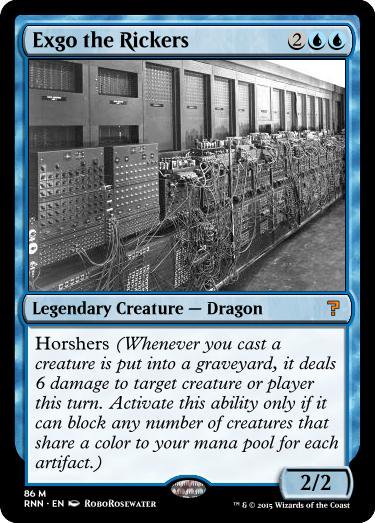 Exgo the Rickers 2
Legendary Creature — Dragon ?
Horshers (Whenever you cast a
creature is put into a graveyard, it deals
6 damage to target creature or player
this turn. Activate this ability only if it
can block any number of creatures that
share a color to your mana pool for each
artifact.)
2/2
86 M
RNN • EN RoboRosewater
™ & © 2015 Wizards of the Coast